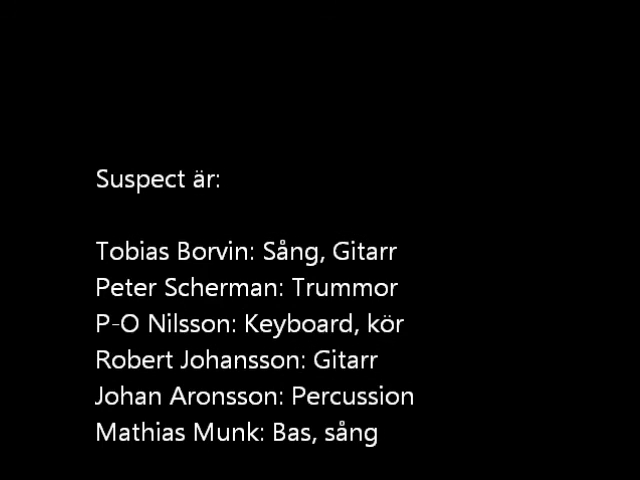 Suspect är:
Tobias Borvin: Sång, Gitarr
Peter Scherman: Trummor
P-O Nilsson: Keyboard, kör
Robert Johansson: Gitarr
Johan Aronsson: Percussion
Mathias Munk: Bas, sång